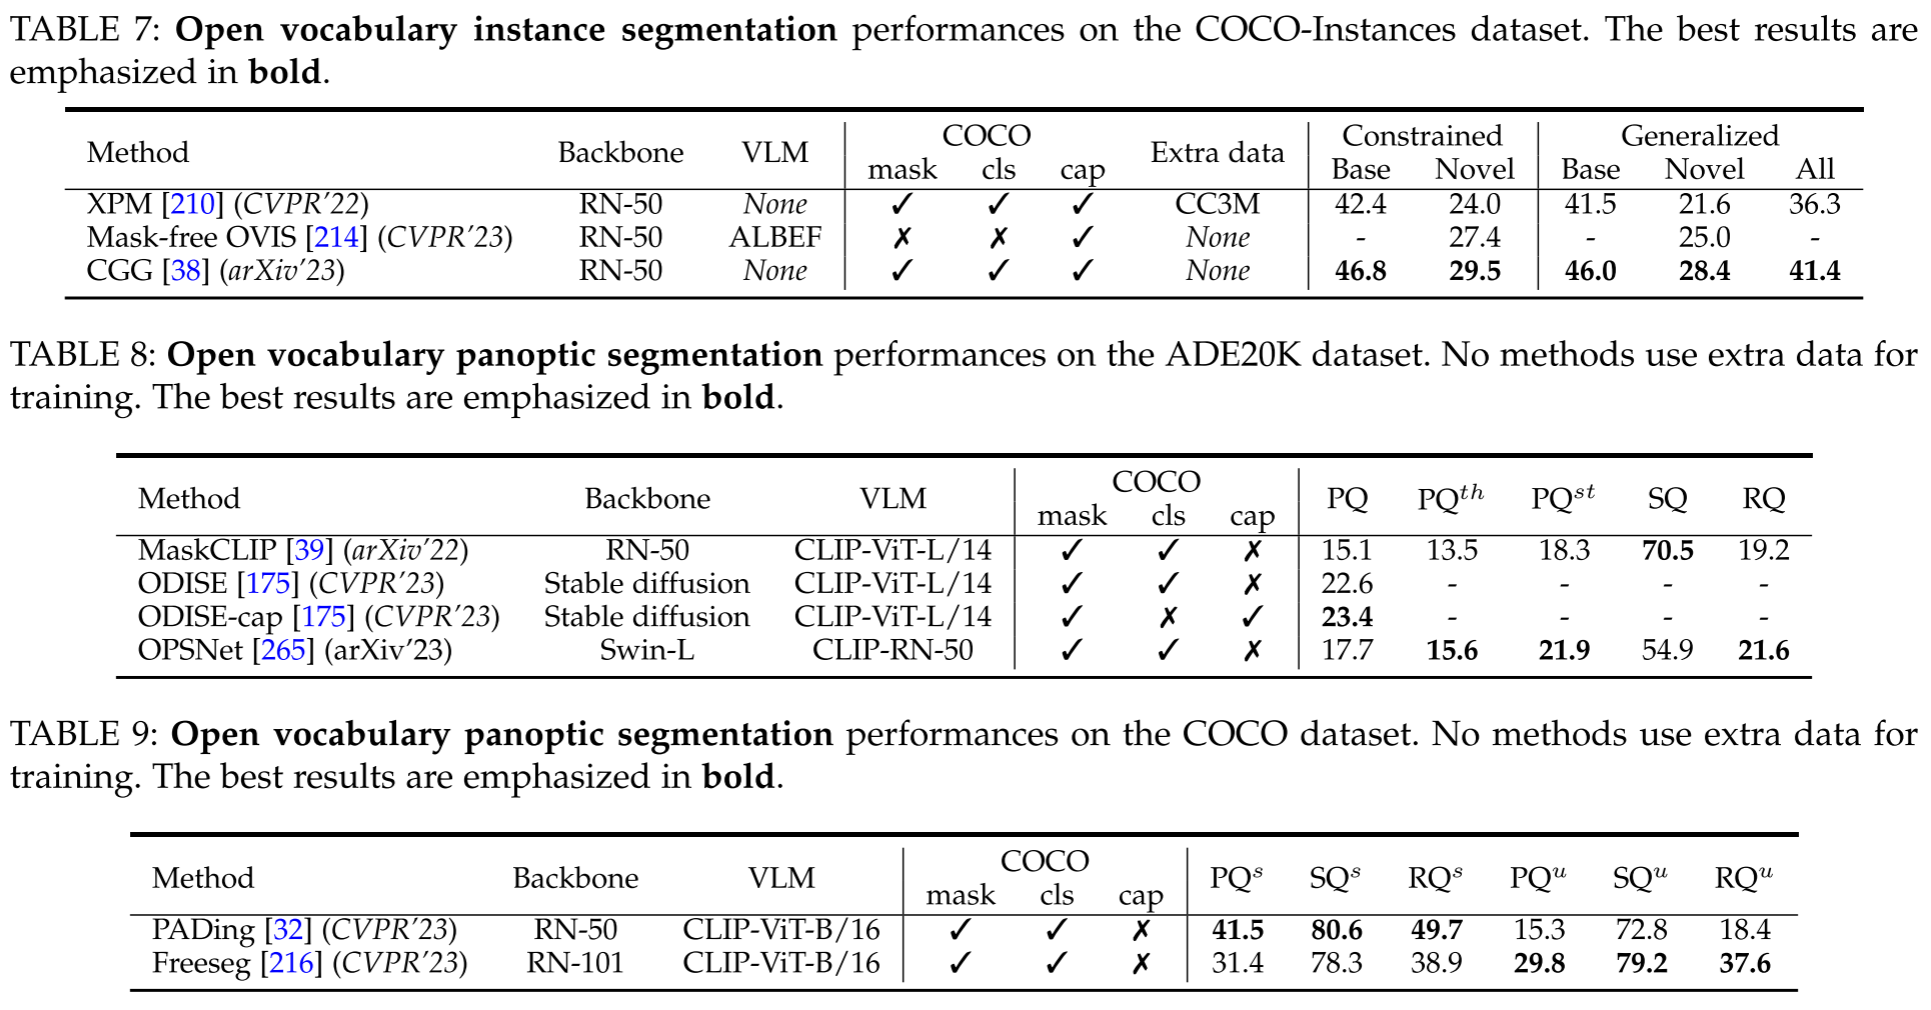 TABLE 7: Open vocabulary instance segmentation performances on the COCO-Instances dataset. The best results are
emphasized in bold.
Method Backbone VLM COCO Extra data Constrained Generalized
mask cls cap Base Novel Base Novel All
XPM [210] (CVPR'22) RN-50 None ✓ ✓ ✓ CC3M 42.4 24.0 41.5 21.6 36.3
Mask-free OVIS [214] (CVPR'23) RN-50 ALBEF ✗ ✗ ✓ None - 27.4 - 25.0 -
CGG [38] (arXiv'23) RN-50 None ✓ ✓ ✓ None 46.8 29.5 46.0 28.4 41.4
TABLE 8: Open vocabulary panoptic segmentation performances on the ADE20K dataset. No methods use extra data for
training. The best results are emphasized in bold.
Method Backbone VLM COCO PQ PQ^th PQ^st SQ RQ
mask cls cap
MaskCLIP [39] (arXiv'22) RN-50 CLIP-ViT-L/14 ✓ ✓ ✗ 15.1 13.5 18.3 70.5 19.2
ODISE [175] (CVPR'23) Stable diffusion CLIP-ViT-L/14 ✓ ✓ ✗ 22.6 - - - -
ODISE-cap [175] (CVPR'23) Stable diffusion CLIP-ViT-L/14 ✓ ✗ ✓ 23.4 - - - -
OPSNet [265] (arXiv'23) Swin-L CLIP-RN-50 ✓ ✓ ✗ 17.7 15.6 21.9 54.9 21.6
TABLE 9: Open vocabulary panoptic segmentation performances on the COCO dataset. No methods use extra data for
training. The best results are emphasized in bold.
Method Backbone VLM COCO PQ^s SQ^s RQ^s PQ^u SQ^u RQ^u
mask cls cap
PADing [32] (CVPR'23) RN-50 CLIP-ViT-B/16 ✓ ✓ ✗ 41.5 80.6 49.7 15.3 72.8 18.4
Freeseg [216] (CVPR'23) RN-101 CLIP-ViT-B/16 ✓ ✓ ✗ 31.4 78.3 38.9 29.8 79.2 37.6